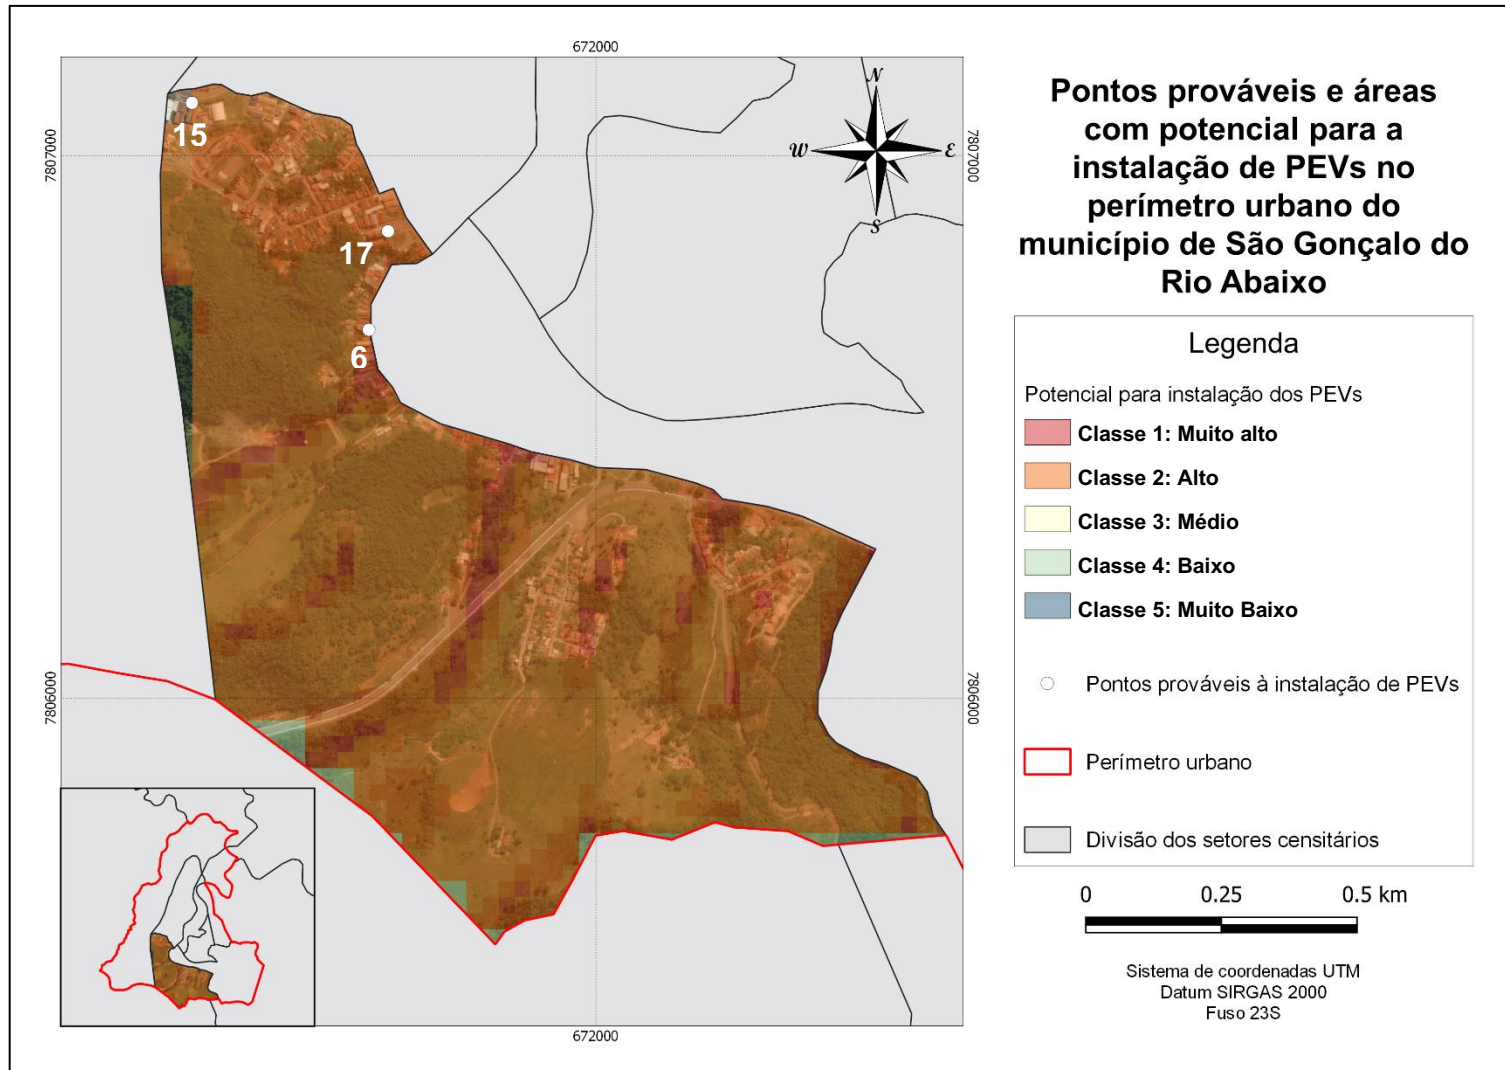 672000
7807000
7807000
15
17
6
N
W
E
S
7806000
7806000
672000
Pontos prováveis e áreas
com potencial para a
instalação de PEVs no
perímetro urbano do
município de São Gonçalo do
Rio Abaixo
Legenda
Potencial para instalação dos PEVs
Classe 1: Muito alto
Classe 2: Alto
Classe 3: Médio
Classe 4: Baixo
Classe 5: Muito Baixo
Pontos prováveis à instalação de PEVs
Perímetro urbano
Divisão dos setores censitários
0 0.25 0.5 km
Sistema de coordenadas UTM
Datum SIRGAS 2000
Fuso 23S